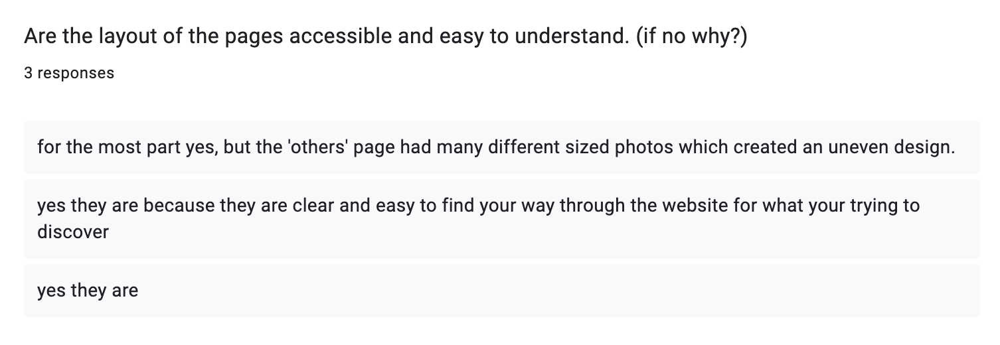 Are the layout of the pages accessible and easy to understand. (if no why?)
3 responses
for the most part yes, but the 'others' page had many different sized photos which created an uneven design.
yes they are because they are clear and easy to find your way through the website for what your trying to
discover
yes they are